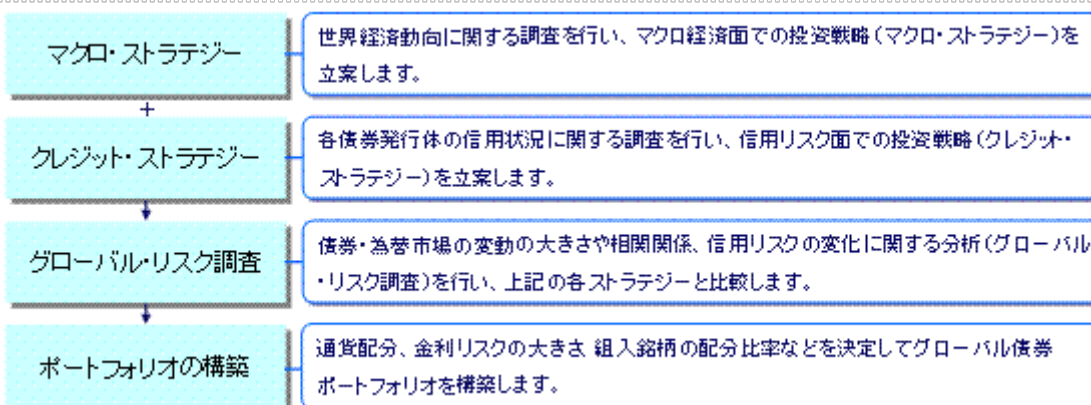 マクロ・ストラテジー
世界経済動向に関する調査を行い、マクロ経済面での投資戦略(マクロ・ストラテジー)を
立案します。
+
クレジット・ストラテジー
各債券発行体の信用状況に関する調査を行い、信用リスク面での投資戦略(クレジット・
ストラテジー)を立案します。
グローバル・リスク調査
債券・為替市場の変動の大きさや相関関係、信用リスクの変化に関する分析(グローバル
・リスク調査)を行い、上記の各ストラテジーと比較します。
ポートフォリオの構築
通貨配分、金利リスクの大きさ、組入銘柄の配分比率などを決定してグローバル債券
ポートフォリオを構築します。